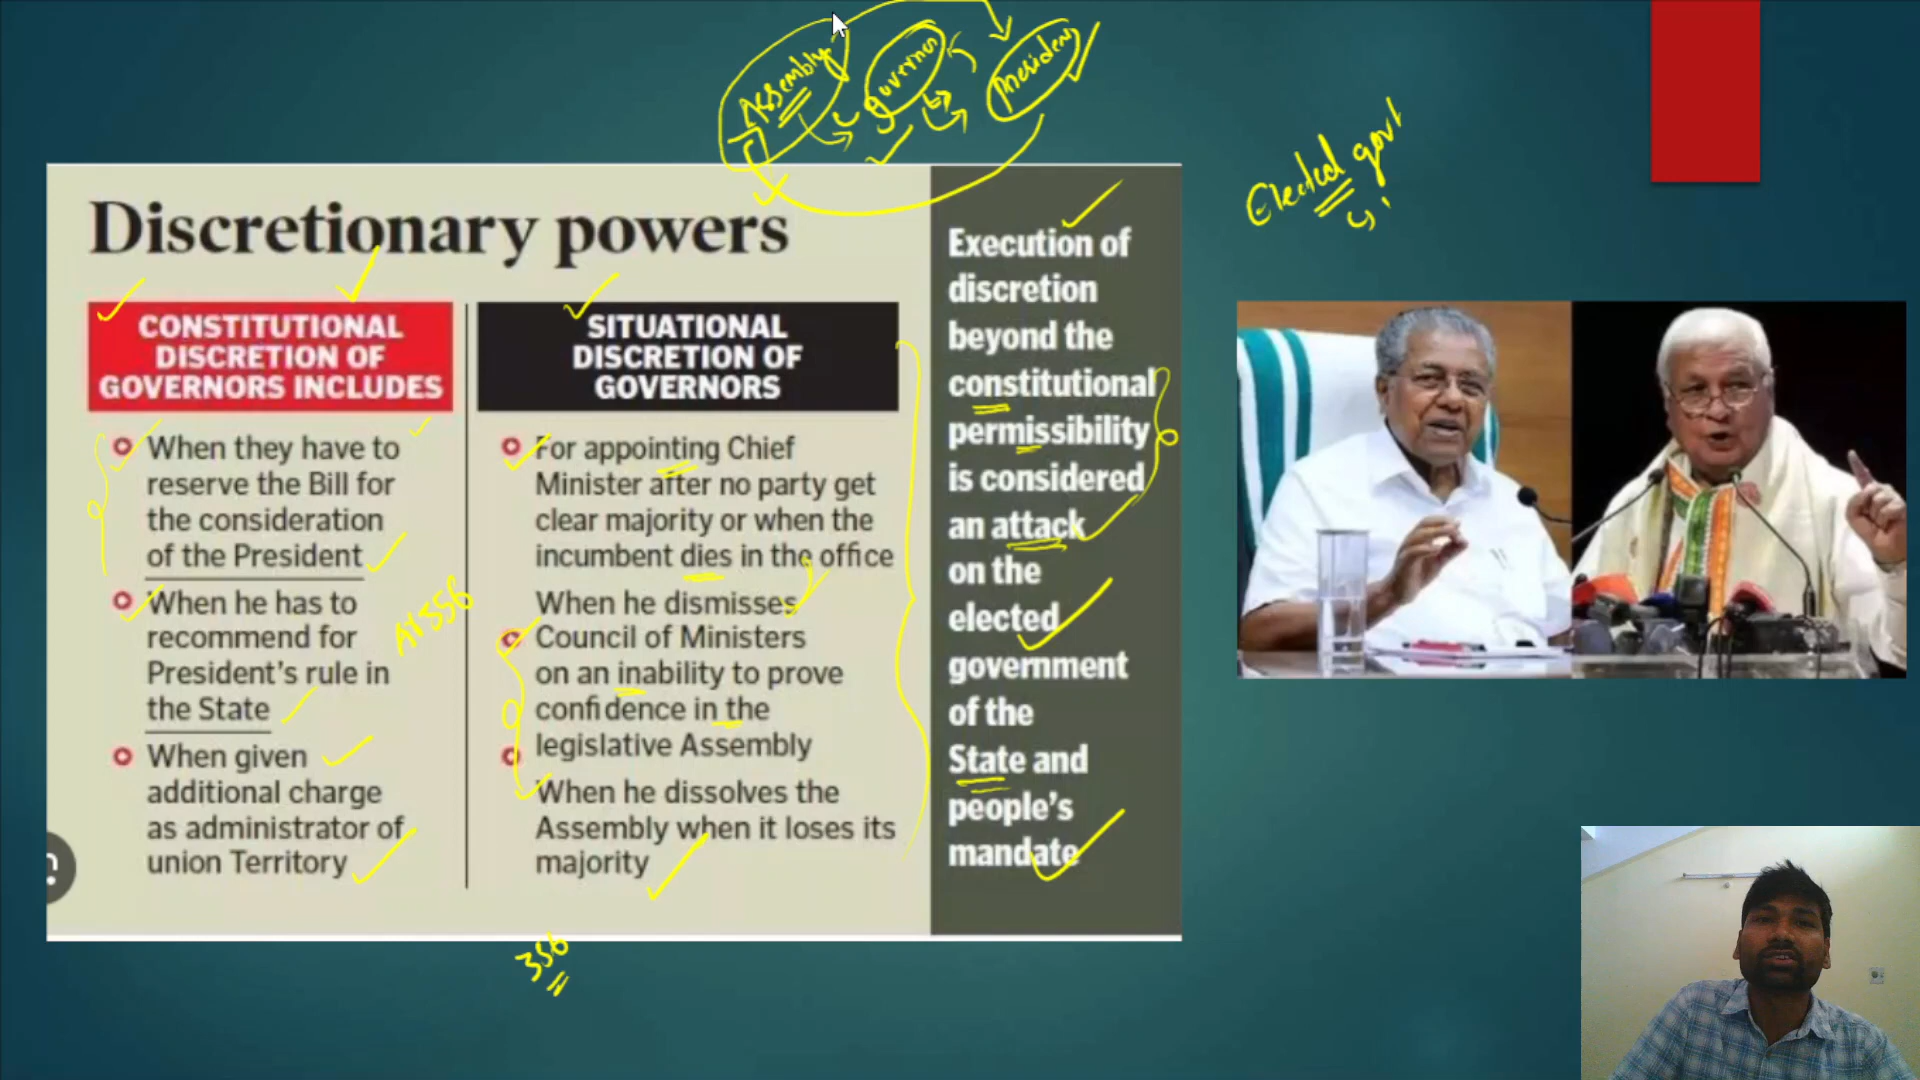 Assembly
Governor
President
Elected govt
Discretionary powers
CONSTITUTIONAL
DISCRETION OF
GOVERNORS INCLUDES
When they have to
reserve the Bill for
the consideration
of the President
When he has to
recommend for
President's rule in
the State
When given
additional charge
as administrator of
union Territory
At 356
SITUATIONAL
DISCRETION OF
GOVERNORS
For appointing Chief
Minister after no party get
clear majority or when the
incumbent dies in the office
When he dismisses
Council of Ministers
on an inability to prove
confidence in the
legislative Assembly
When he dissolves the
Assembly when it loses its
majority
Execution of
discretion
beyond the
constitutional
permissibility
is considered
an attack
on the
elected
government
of the
State and
people's
mandate
356